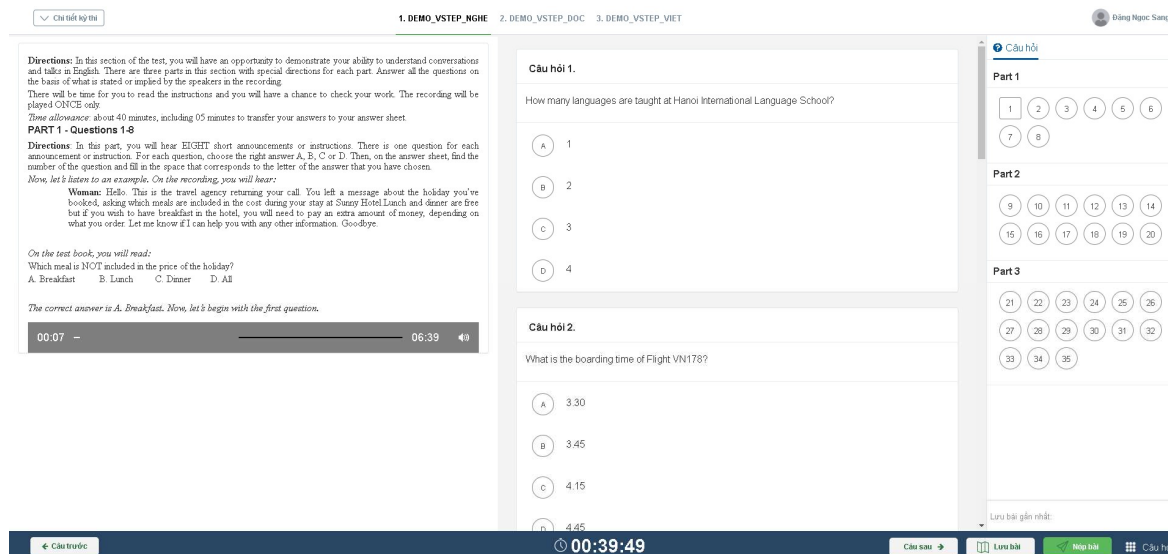 Chi tiết kỳ thi
1. DEMO_VSTEP_NGHE 2. DEMO_VSTEP_DOC 3. DEMO_VSTEP_VIET
Đăng Ngoc Sang
Directions: In this section of the test, you will have an opportunity to demonstrate your ability to understand conversations
and talks in English. There are three parts in this section with special directions for each part. Answer all the questions on
the basis of what is stated or implied by the speakers in the recording.
There will be time for you to read the instructions and you will have a chance to check your work. The recording will be
played ONCE only.
Time allowance: about 40 minutes, including 05 minutes to transfer your answers to your answer sheet.
PART 1 - Questions 1-8
Directions: In this part, you will hear EIGHT short announcements or instructions. There is one question for each
announcement or instruction. For each question, choose the right answer A, B, C or D. Then, on the answer sheet, find the
number of the question and fill in the space that corresponds to the letter of the answer that you have chosen.
Now, let's listen to an example. On the recording, you will hear:
Woman: Hello. This is the travel agency returning your call. You left a message about the holiday you've
booked, asking which meals are included in the cost during your stay at Sunny Hotel.Lunch and dinner are free
but if you wish to have breakfast in the hotel, you will need to pay an extra amount of money, depending on
what you order. Let me know if I can help you with any other information. Goodbye.
On the test book, you will read:
Which meal is NOT included in the price of the holiday?
A. Breakfast B. Lunch C. Dinner D. All
The correct answer is A. Breakfast. Now, let's begin with the first question.
00:07 06:39
Câu hỏi 1.
How many languages are taught at Hanoi International Language School?
A 1
B 2
C 3
D 4
Câu hỏi 2.
What is the boarding time of Flight VN178?
A 3.30
B 3.45
C 4.15
D 4.45
Câu hỏi
Part 1
1 2 3 4 5 6
7 8
Part 2
9 10 11 12 13 14
15 16 17 18 19 20
Part 3
21 22 23 24 25 26
27 28 29 30 31 32
33 34 35
Lưu bài gần nhất:
Câu trước
00:39:49
Câu sau
Lưu bài
Nộp bài